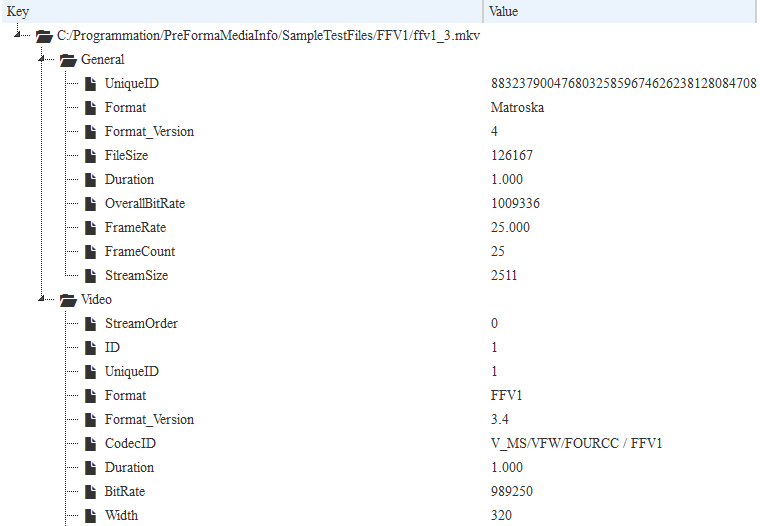 Key Value
C:/Programmation/PreFormaMediaInfo/SampleTestFiles/FFV1/ffv1_3.mkv
General
UniqueID 88323790047680325859674626238128084708
Format Matroska
Format_Version 4
FileSize 126167
Duration 1.000
OverallBitRate 1009336
FrameRate 25.000
FrameCount 25
StreamSize 2511
Video
StreamOrder 0
ID 1
UniqueID 1
Format FFV1
Format_Version 3.4
CodecID V_MS/VFW/FOURCC / FFV1
Duration 1.000
BitRate 989250
Width 320